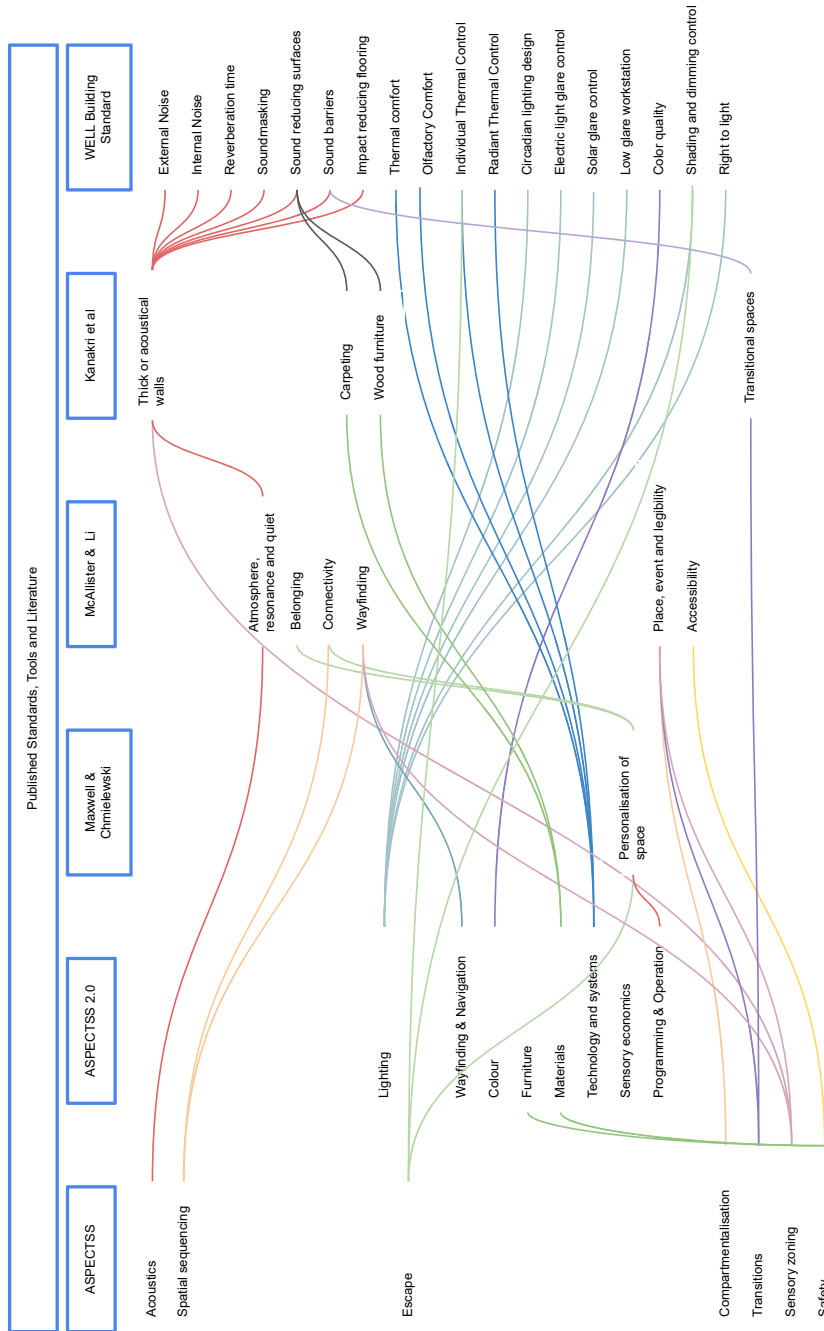 Published Standards, Tools and Literature
ASPECTSS
ASPECTSS 2.0
Maxwell &
Chmielewski
McAllister & Li
Kanakri et al
WELL Building
Standard
Acoustics
Spatial sequencing
Escape
Compartmentalisation
Transitions
Sensory zoning
Safety
Lighting
Wayfinding & Navigation
Colour
Furniture
Materials
Technology and systems
Sensory economics
Programming & Operation
Personalisation of
space
Atmosphere,
resonance and quiet
Belonging
Connectivity
Wayfinding
Place, event and legibility
Accessibility
Thick or acoustical
walls
Carpeting
Wood furniture
Transitional spaces
External Noise
Internal Noise
Reverberation time
Soundmasking
Sound reducing surfaces
Sound barriers
Impact reducing flooring
Thermal comfort
Olfactory Comfort
Individual Thermal Control
Radiant Thermal Control
Circadian lighting design
Electric light glare control
Solar glare control
Low glare workstation
Color quality
Shading and dimming control
Right to light